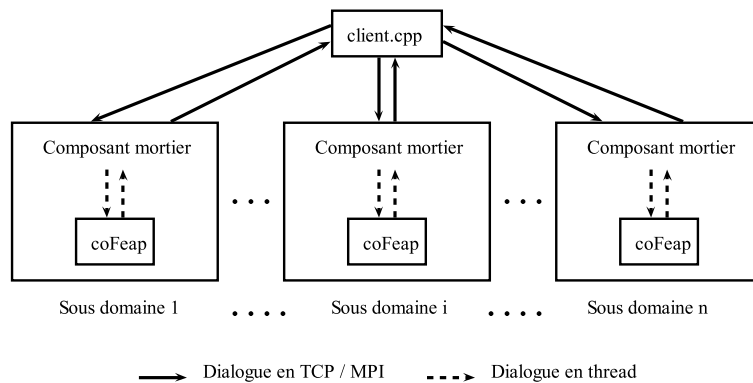 client.cpp
Composant mortier
Composant mortier
Composant mortier
. . .
. . .
coFeap
coFeap
coFeap
Sous domaine 1
. . . .
Sous domaine i
. . . .
Sous domaine n
Dialogue en TCP / MPI
Dialogue en thread